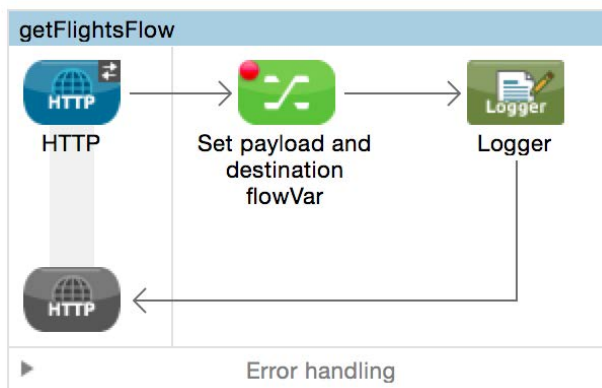 getFlightsFlow
HTTP
Logger
HTTP
Set payload and
destination
flowVar
Logger
HTTP
Error handling